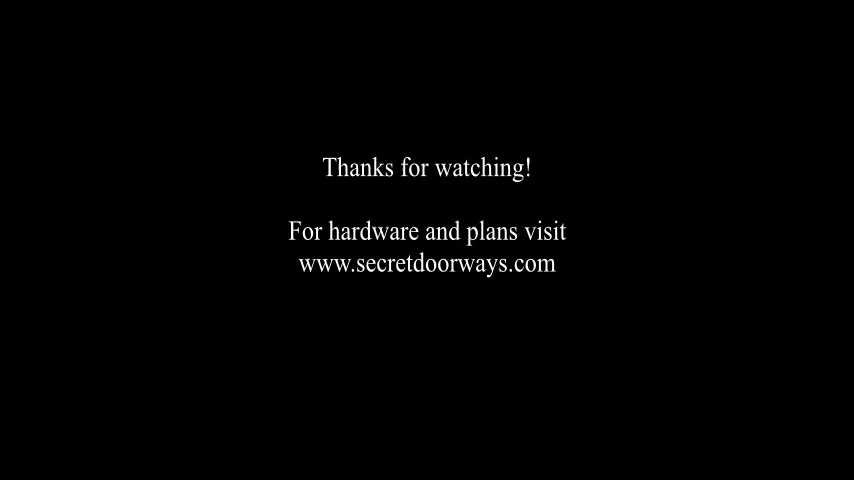 Thanks for watching!
For hardware and plans visit
www.secretdoorways.com